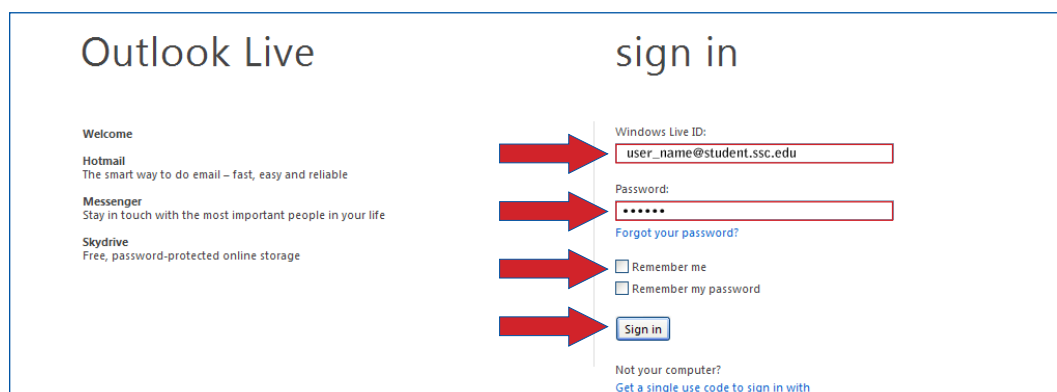 Outlook Live
Welcome
Hotmail
The smart way to do email – fast, easy and reliable
Messenger
Stay in touch with the most important people in your life
Skydrive
Free, password-protected online storage
sign in
Windows Live ID:
user_name@student.ssc.edu
Password:
••••••
Forgot your password?
Remember me
Remember my password
Sign in
Not your computer?
Get a single use code to sign in with